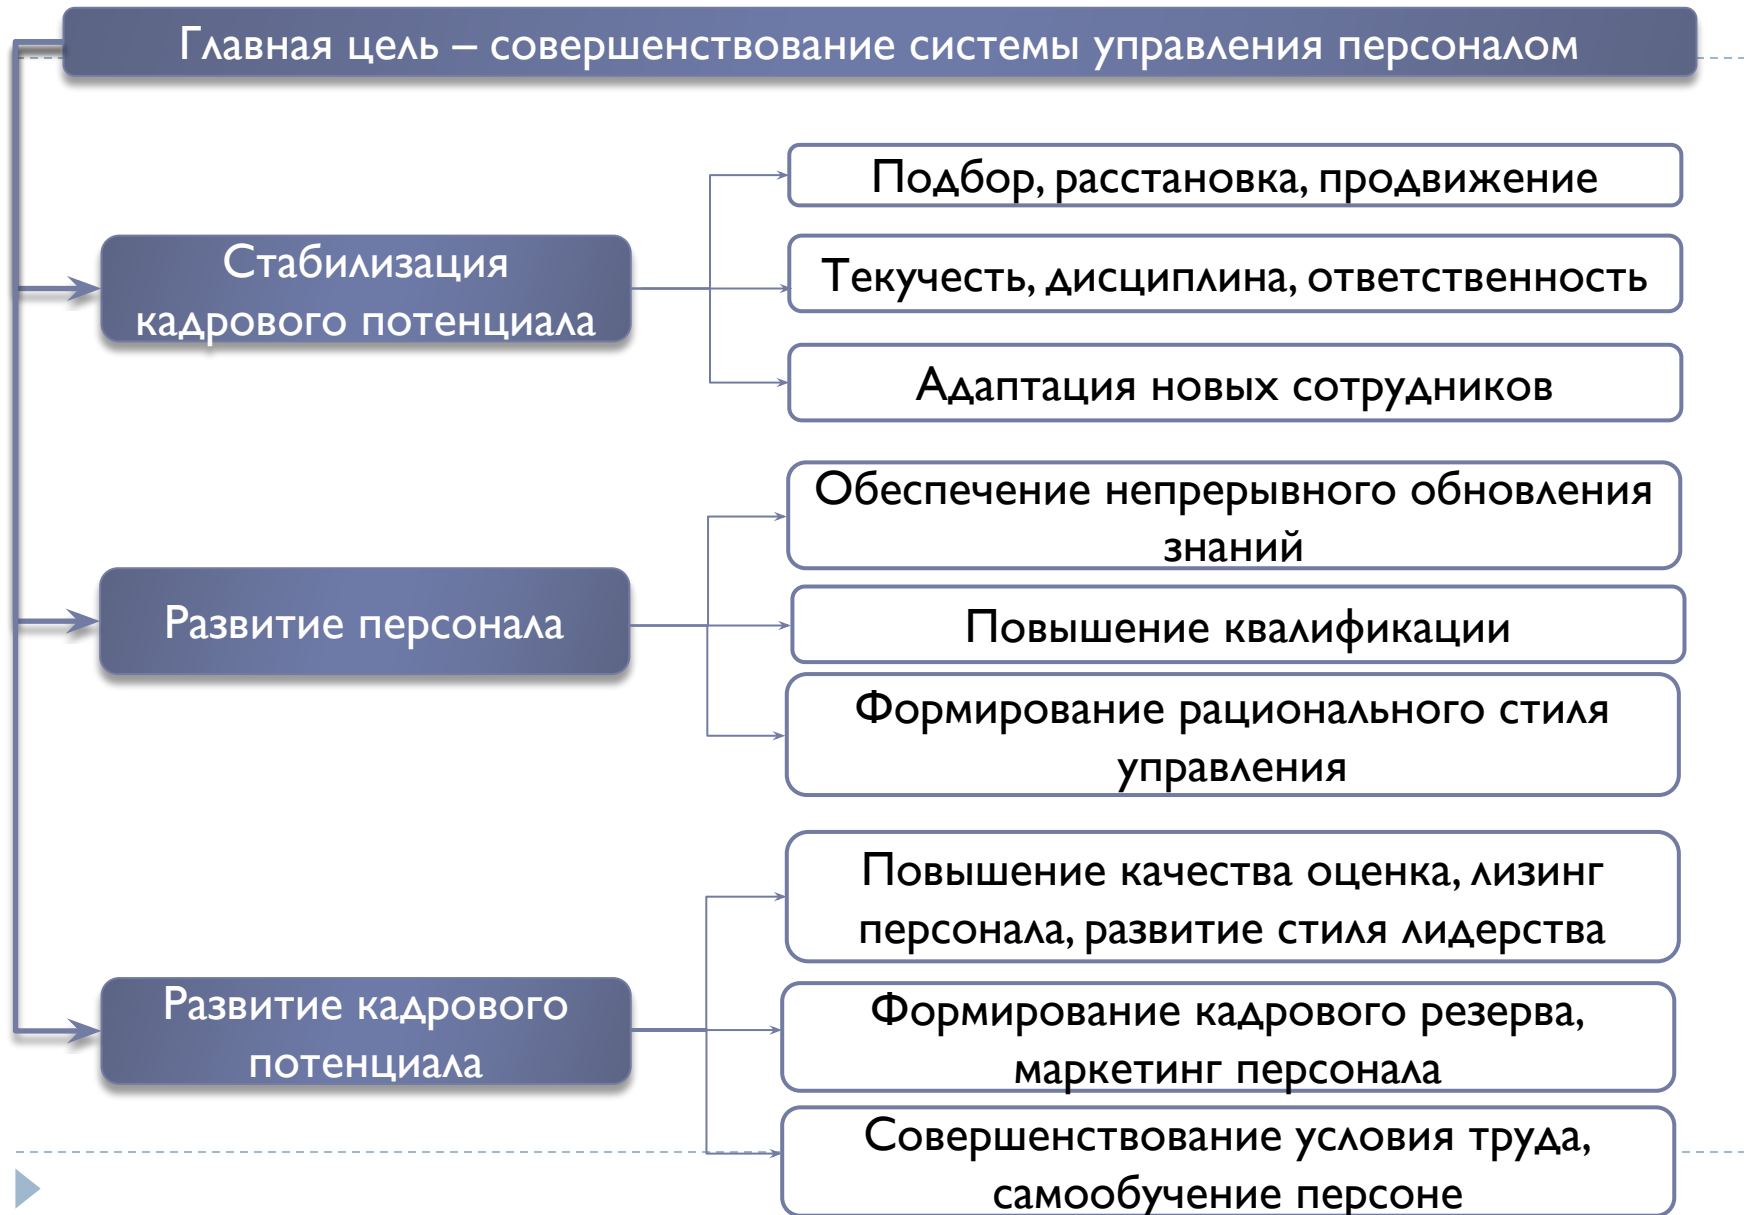 Главная цель – совершенствование системы управления персоналом
Стабилизация
кадрового потенциала
Подбор, расстановка, продвижение
Текучесть, дисциплина, ответственность
Адаптация новых сотрудников
Развитие персонала
Обеспечение непрерывного обновления
знаний
Повышение квалификации
Формирование рационального стиля
управления
Развитие кадрового
потенциала
Повышение качества оценка, лизинг
персонала, развитие стиля лидерства
Формирование кадрового резерва,
маркетинг персонала
Совершенствование условия труда,
самообучение персоне